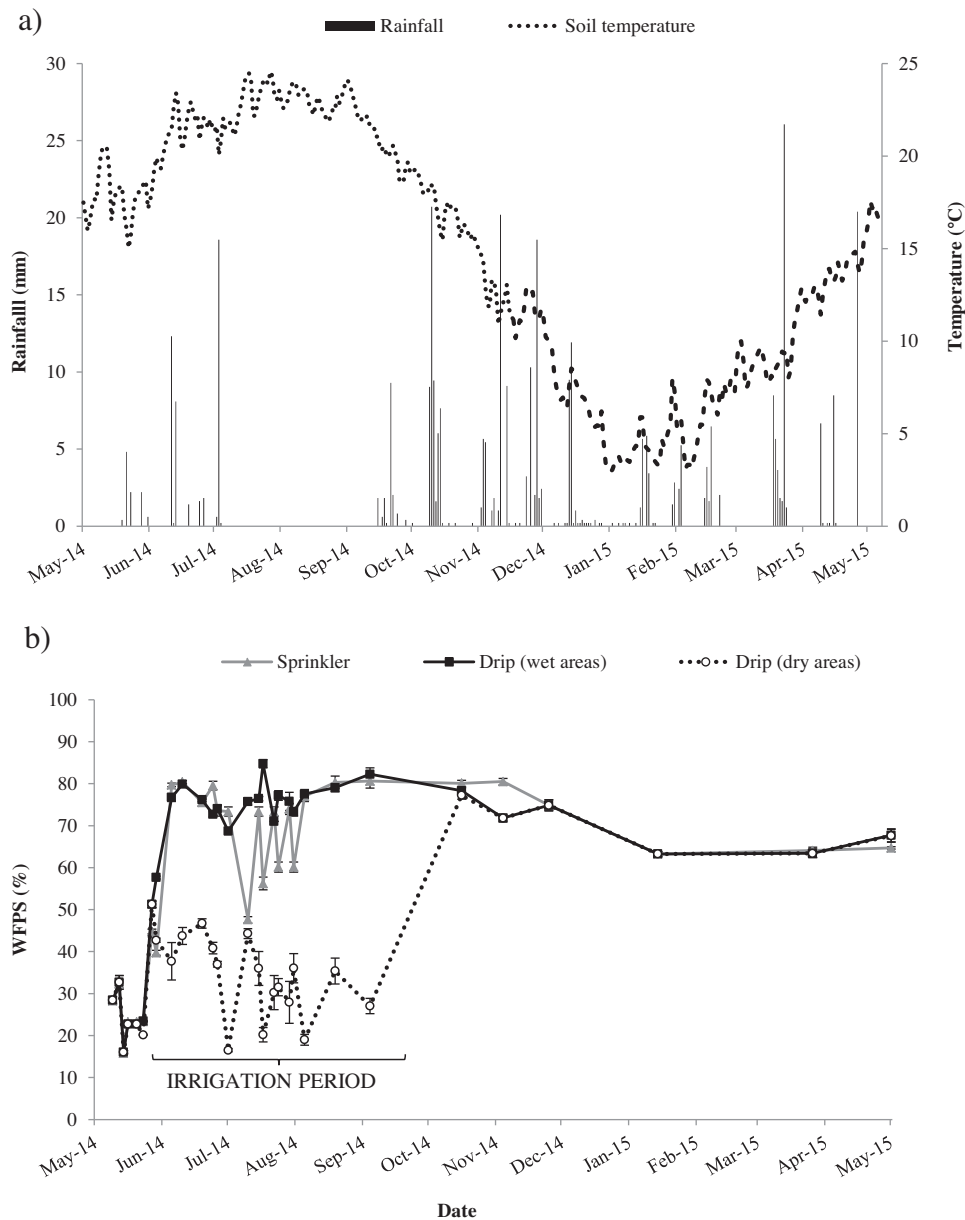 a)
Rainfall
Soil temperature
30
25
20
15
10
5
0
Rainfalll (mm)
25
20
15
10
5
0
Temperature (°C)
May-14
Jun-14
Jul-14
Aug-14
Sep-14
Oct-14
Nov-14
Dec-14
Jan-15
Feb-15
Mar-15
Apr-15
May-15
b)
Sprinkler
Drip (wet areas)
Drip (dry areas)
100
90
80
70
60
50
40
30
20
10
0
WFPS (%)
IRRIGATION PERIOD
May-14
Jun-14
Jul-14
Aug-14
Sep-14
Oct-14
Nov-14
Dec-14
Jan-15
Feb-15
Mar-15
Apr-15
May-15
Date